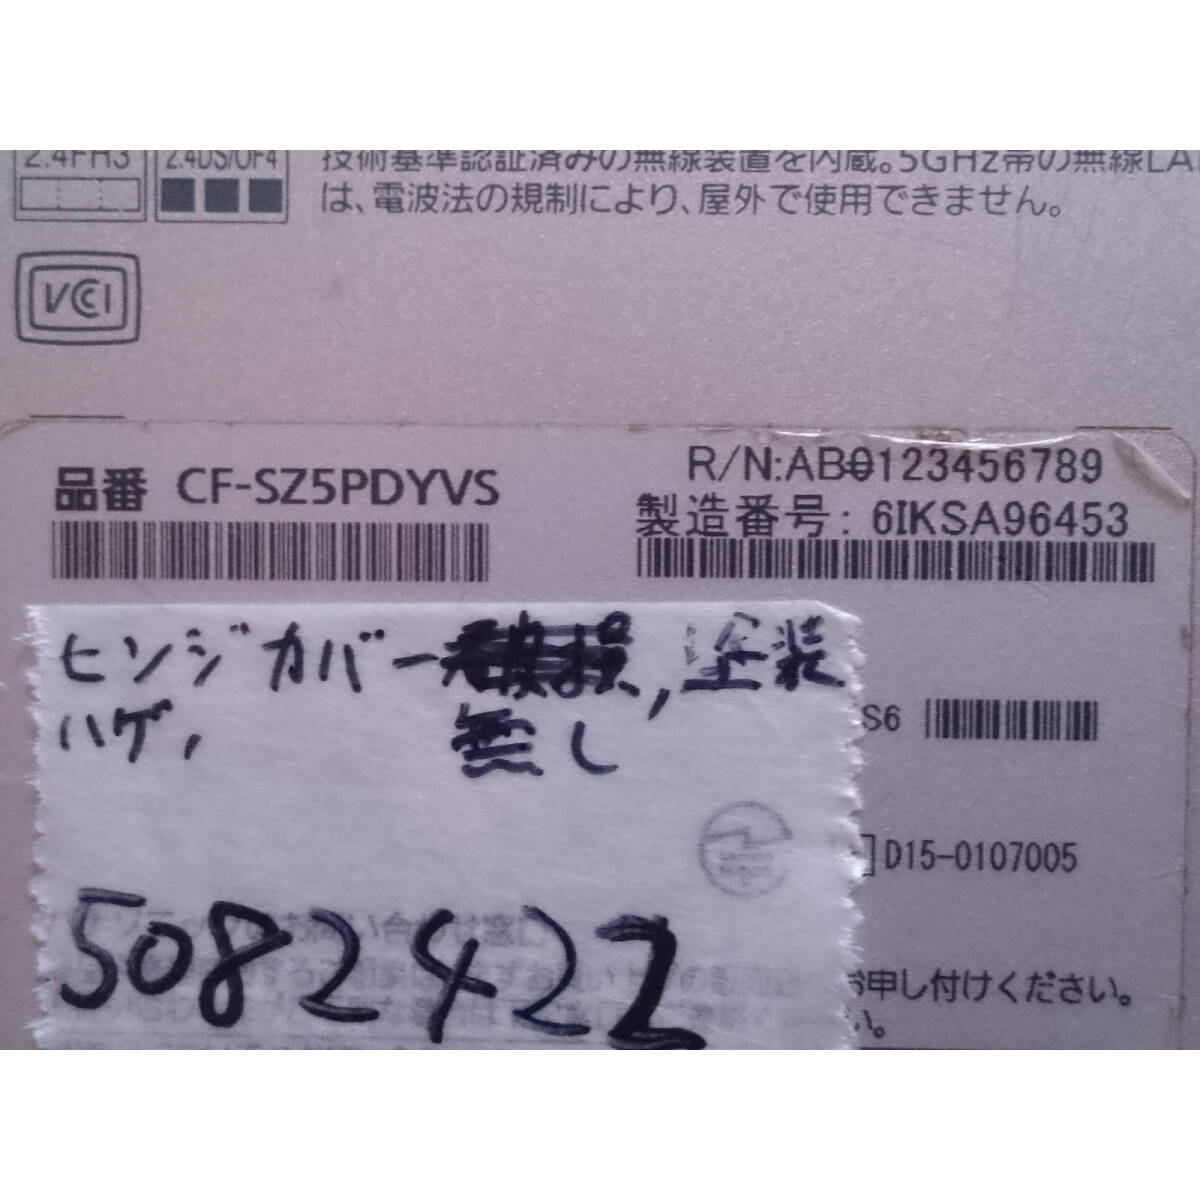 2.4FH3
2.4DS/OF4
技術基準認証済みの無線装置を内蔵。5GHz帯の無線LA
は、電波法の規制により、屋外で使用できません。
VCCI
品番 CF-SZ5PDYVS
R/N:AB0123456789
製造番号: 6IKSA96453
ヒンジカバー破損, 塗装
ハゲ, 無し
S6
D15-0107005
5082422
お申し付けください。
い。